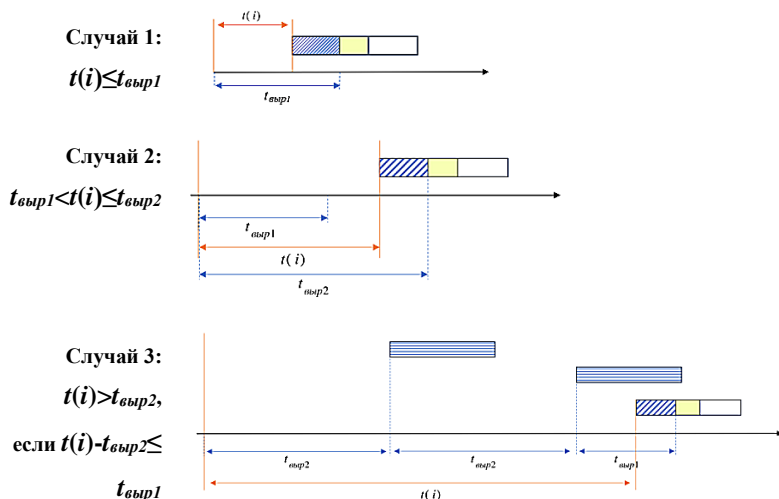 Случай 1:
t(i)≤tвыр1
t(i)
tвыр1
Случай 2:
tвыр1<t(i)≤tвыр2
tвыр1
t(i)
tвыр2
Случай 3:
t(i)>tвыр2,
если t(i)-tвыр2≤
tвыр1
tвыр2
tвыр2
tвыр1
t(i)